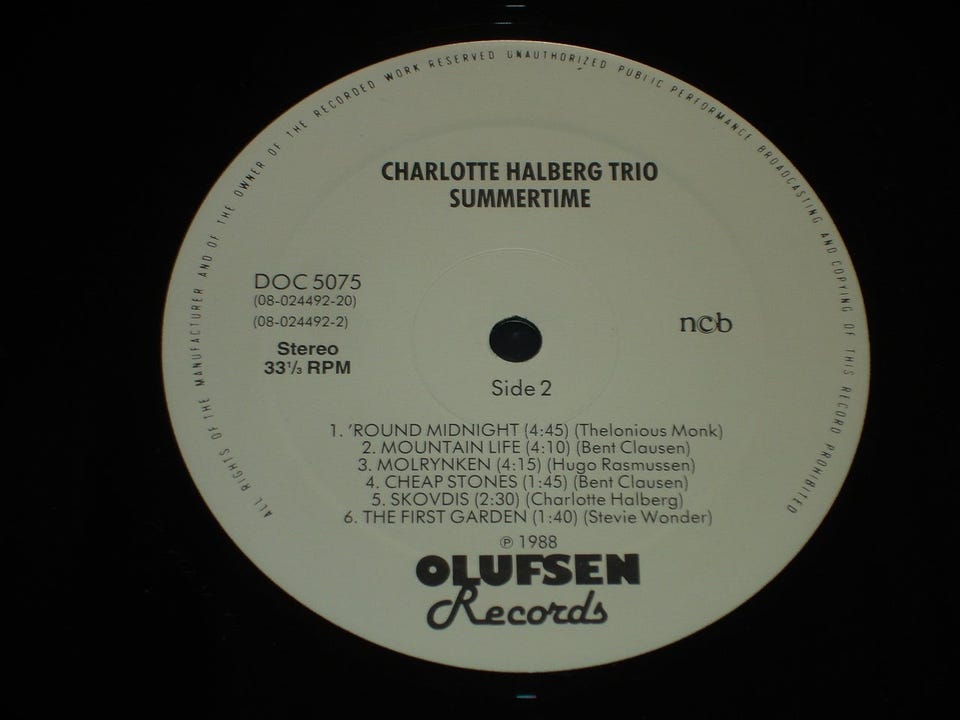 ALL RIGHTS OF THE MANUFACTURER AND OF THE OWNER OF THE RECORDED WORK RESERVED UNAUTHORIZED PUBLIC PERFORMANCE BROADCASTING AND COPYING OF THIS RECORD PROHIBITED
CHARLOTTE HALBERG TRIO
SUMMERTIME
DOC 5075
(08-024492-20)
(08-024492-2)
Stereo
33⅓ RPM
ncb
Side 2
1. 'ROUND MIDNIGHT (4:45) (Thelonious Monk)
2. MOUNTAIN LIFE (4:10) (Bent Clausen)
3. MOLRYNKEN (4:15) (Hugo Rasmussen)
4. CHEAP STONES (1:45) (Bent Clausen)
5. SKOVDIS (2:30) (Charlotte Halberg)
6. THE FIRST GARDEN (1:40) (Stevie Wonder)
℗ 1988
OLUFSEN
Records